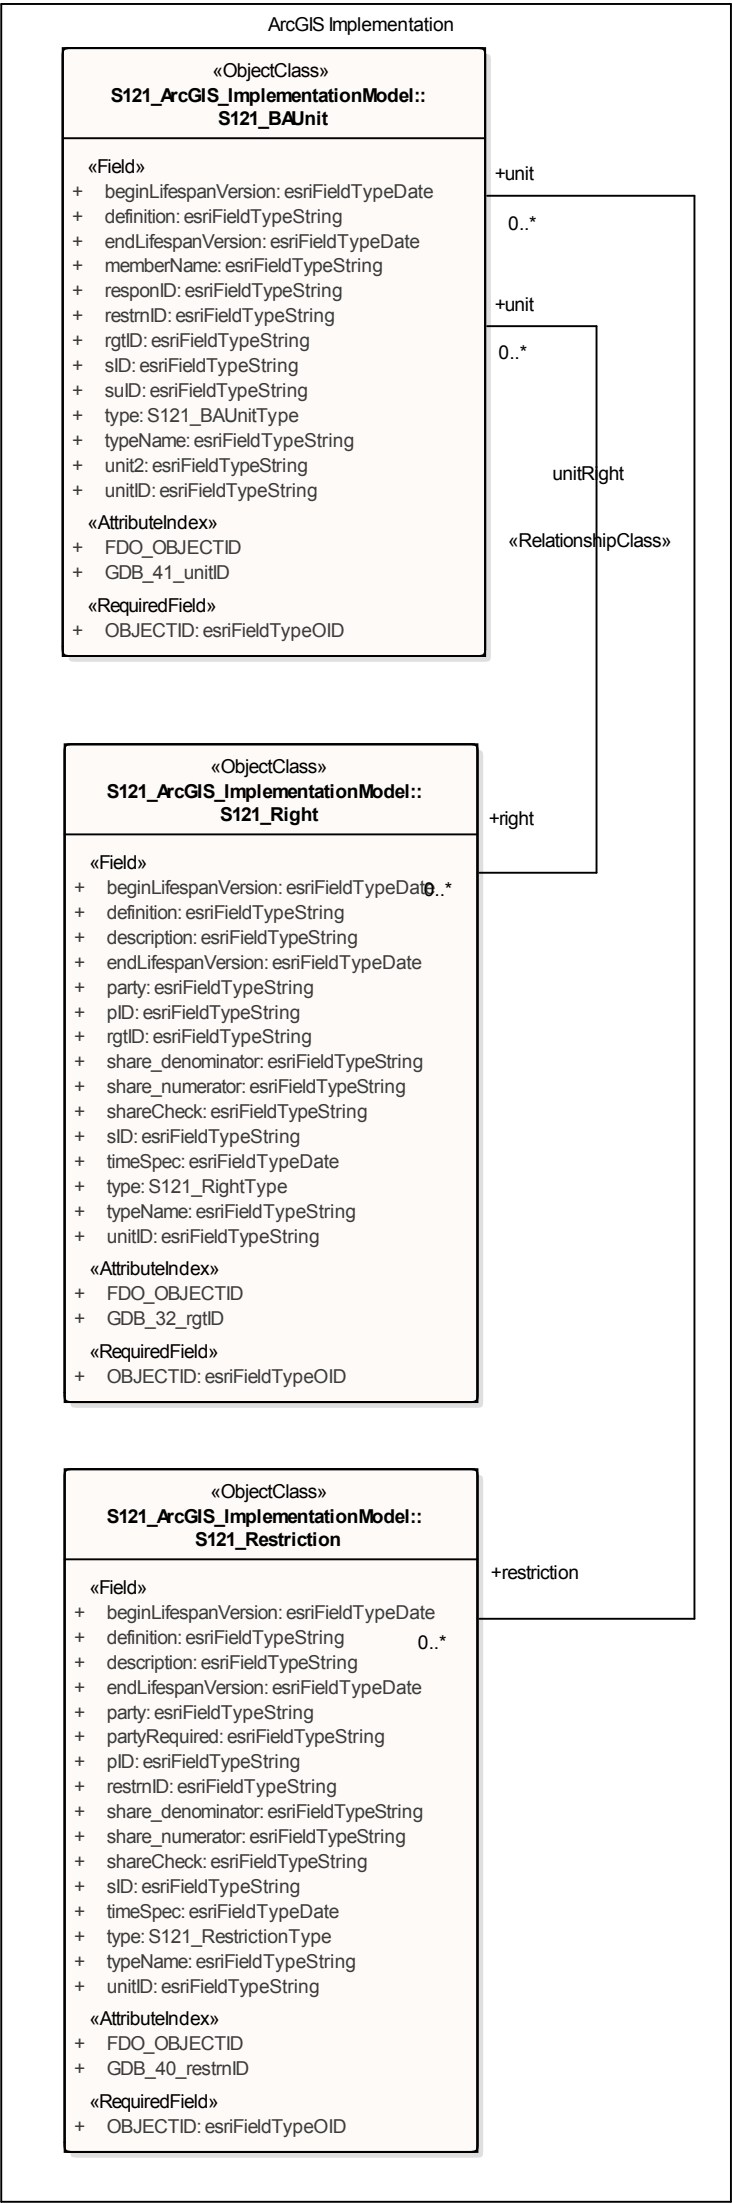 ArcGIS Implementation
«ObjectClass»
S121_ArcGIS_ImplementationModel::
S121_BAUnit
«Field»
+ beginLifespanVersion: esriFieldTypeDate
+ definition: esriFieldTypeString
+ endLifespanVersion: esriFieldTypeDate
+ memberName: esriFieldTypeString
+ responID: esriFieldTypeString
+ restrnID: esriFieldTypeString
+ rgtID: esriFieldTypeString
+ sID: esriFieldTypeString
+ suID: esriFieldTypeString
+ type: S121_BAUnitType
+ typeName: esriFieldTypeString
+ unit2: esriFieldTypeString
+ unitID: esriFieldTypeString
«AttributeIndex»
+ FDO_OBJECTID
+ GDB_41_unitID
«RequiredField»
+ OBJECTID: esriFieldTypeOID
+unit
0..*
+unit
0..*
unitRight
«RelationshipClass»
«ObjectClass»
S121_ArcGIS_ImplementationModel::
S121_Right
+right
0..*
«Field»
+ beginLifespanVersion: esriFieldTypeDate
+ definition: esriFieldTypeString
+ description: esriFieldTypeString
+ endLifespanVersion: esriFieldTypeDate
+ party: esriFieldTypeString
+ pID: esriFieldTypeString
+ rgtID: esriFieldTypeString
+ share_denominator: esriFieldTypeString
+ share_numerator: esriFieldTypeString
+ shareCheck: esriFieldTypeString
+ sID: esriFieldTypeString
+ timeSpec: esriFieldTypeDate
+ type: S121_RightType
+ typeName: esriFieldTypeString
+ unitID: esriFieldTypeString
«AttributeIndex»
+ FDO_OBJECTID
+ GDB_32_rgtID
«RequiredField»
+ OBJECTID: esriFieldTypeOID
«ObjectClass»
S121_ArcGIS_ImplementationModel::
S121_Restriction
+restriction
0..*
«Field»
+ beginLifespanVersion: esriFieldTypeDate
+ definition: esriFieldTypeString
+ description: esriFieldTypeString
+ endLifespanVersion: esriFieldTypeDate
+ party: esriFieldTypeString
+ partyRequired: esriFieldTypeString
+ pID: esriFieldTypeString
+ restrnID: esriFieldTypeString
+ share_denominator: esriFieldTypeString
+ share_numerator: esriFieldTypeString
+ shareCheck: esriFieldTypeString
+ sID: esriFieldTypeString
+ timeSpec: esriFieldTypeDate
+ type: S121_RestrictionType
+ typeName: esriFieldTypeString
+ unitID: esriFieldTypeString
«AttributeIndex»
+ FDO_OBJECTID
+ GDB_40_restrnID
«RequiredField»
+ OBJECTID: esriFieldTypeOID